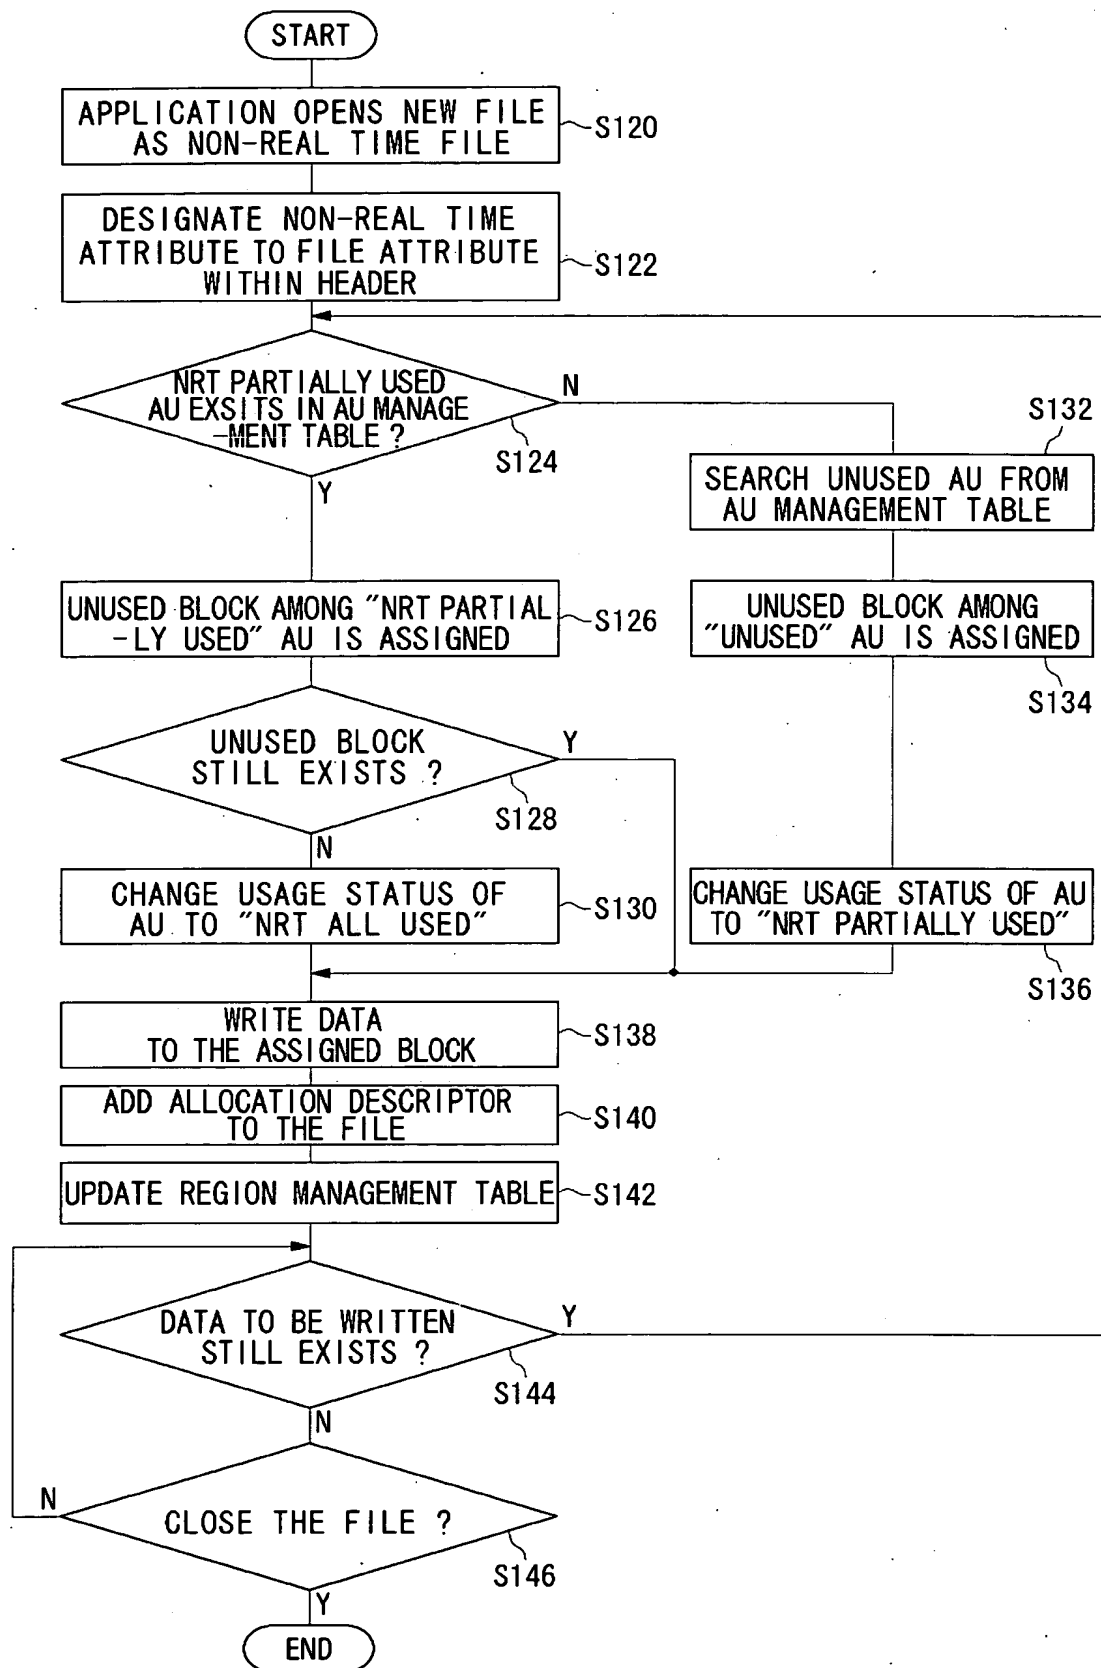 START
APPLICATION OPENS NEW FILE
AS NON-REAL TIME FILE
S120
DESIGNATE NON-REAL TIME
ATTRIBUTE TO FILE ATTRIBUTE
WITHIN HEADER
S122
NRT PARTIALLY USED
AU EXSITS IN AU MANAGE
-MENT TABLE ?
S124
N
Y
S132
SEARCH UNUSED AU FROM
AU MANAGEMENT TABLE
UNUSED BLOCK AMONG "NRT PARTIAL
-LY USED" AU IS ASSIGNED
S126
UNUSED BLOCK AMONG
"UNUSED" AU IS ASSIGNED
S134
UNUSED BLOCK
STILL EXISTS ?
Y
S128
N
CHANGE USAGE STATUS OF
AU TO "NRT ALL USED"
S130
CHANGE USAGE STATUS OF AU
TO "NRT PARTIALLY USED"
S136
WRITE DATA
TO THE ASSIGNED BLOCK
S138
ADD ALLOCATION DESCRIPTOR
TO THE FILE
S140
UPDATE REGION MANAGEMENT TABLE
S142
DATA TO BE WRITTEN
STILL EXISTS ?
Y
S144
N
N
CLOSE THE FILE ?
S146
Y
END